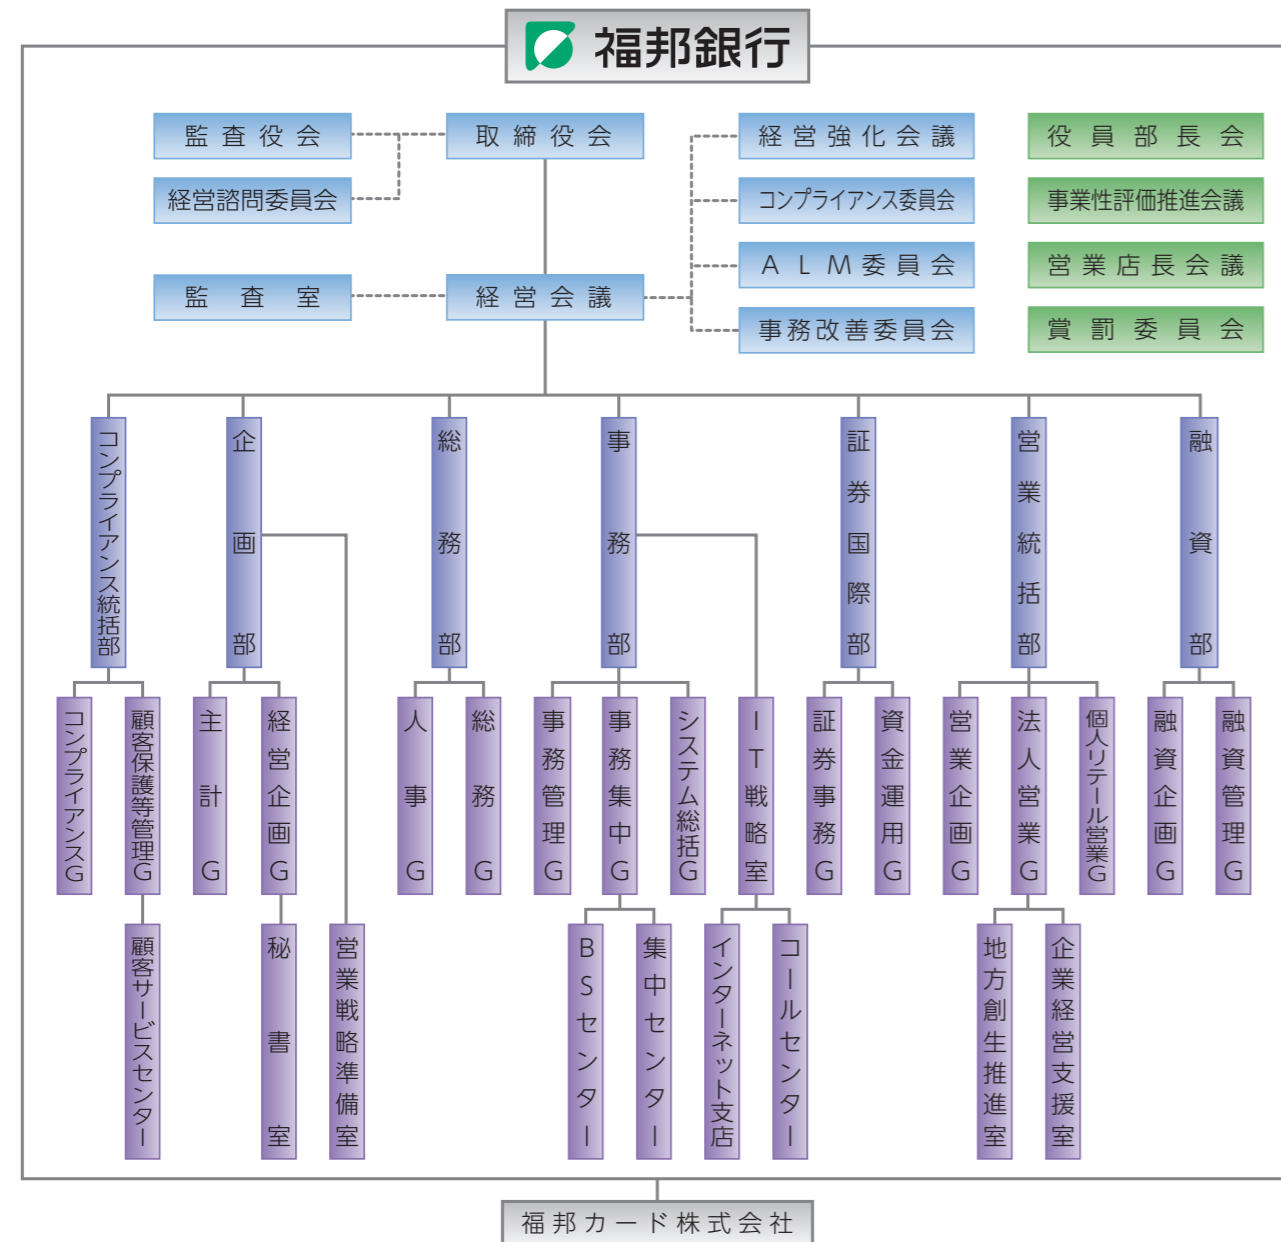 福邦銀行
監査役会
取締役会
経営強化会議
役員部長会
経営諮問委員会
コンプライアンス委員会
事業性評価推進会議
ALM委員会
営業店長会議
監査室
経営会議
事務改善委員会
賞罰委員会
コンプライアンス統括部
企画部
総務部
事務部
証券国際部
営業統括部
融資部
コンプライアンスG
顧客保護等管理G
主計G
経営企画G
人事G
総務G
事務管理G
事務集中G
システム総括G
IT戦略室
証券事務G
資金運用G
営業企画G
法人営業G
個人リテール営業G
融資企画G
融資管理G
顧客サービスセンター
秘書室
営業戦略準備室
BSセンター
集中センター
インターネット支店
コールセンター
地方創生推進室
企業経営支援室
福邦カード株式会社